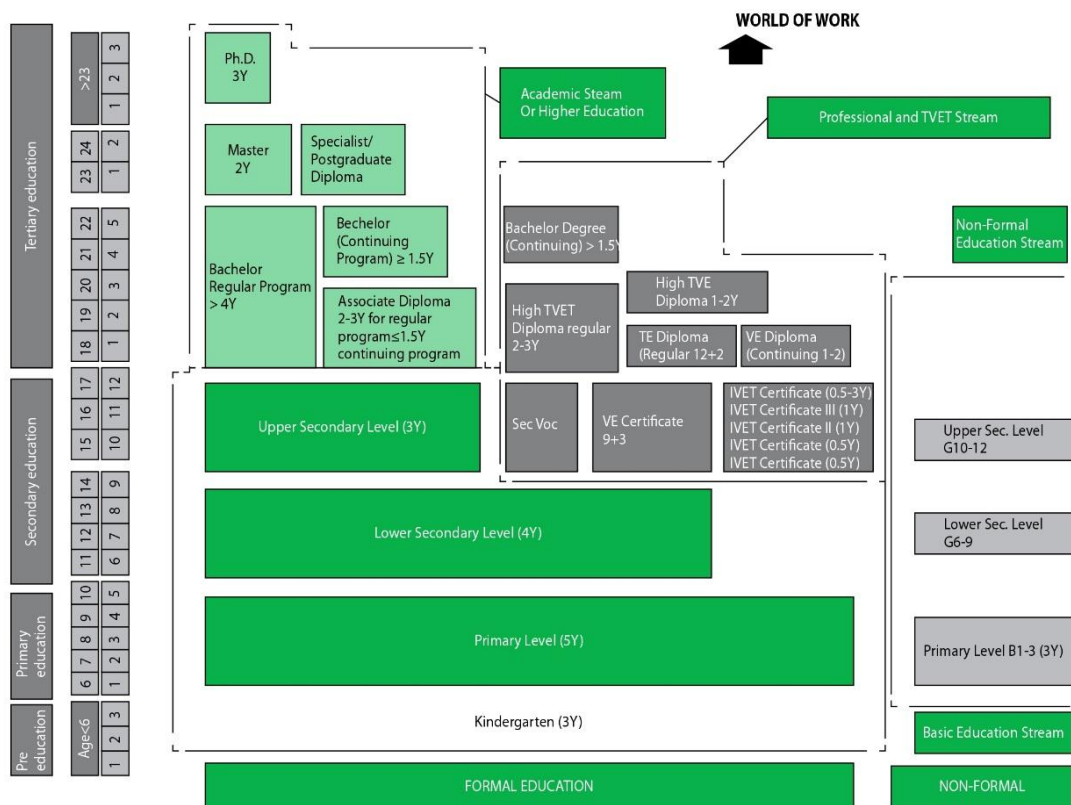 WORLD OF WORK
Tertiary education
>23
3
2
1
24
23
2
1
22
21
20
19
18
5
4
3
2
1
Secondary education
17
16
15
12
11
10
14
13
12
11
9
8
7
6
Primary
education
10
9
8
7
6
5
4
3
2
1
Pre
education
Age<6
3
2
1
Ph.D.
3Y
Master
2Y
Specialist/
Postgraduate
Diploma
Bachelor
Regular Program
> 4Y
Bechelor
(Continuing
Program) ≥ 1.5Y
Associate Diploma
2-3Y for regular
program≤1.5Y
continuing program
Academic Steam
Or Higher Education
Professional and TVET Stream
Bachelor Degree
(Continuing) > 1.5Y
High TVET
Diploma regular
2-3Y
High TVE
Diploma 1-2Y
TE Diploma
(Regular 12+2
VE Diploma
(Continuing 1-2)
Non-Formal
Education Stream
Upper Secondary Level (3Y)
Sec Voc
VE Certificate
9+3
IVET Certificate (0.5-3Y)
IVET Certificate III (1Y)
IVET Certificate II (1Y)
IVET Certificate (0.5Y)
IVET Certificate (0.5Y)
Upper Sec. Level
G10-12
Lower Secondary Level (4Y)
Lower Sec. Level
G6-9
Primary Level (5Y)
Primary Level B1-3 (3Y)
Kindergarten (3Y)
Basic Education Stream
FORMAL EDUCATION
NON-FORMAL